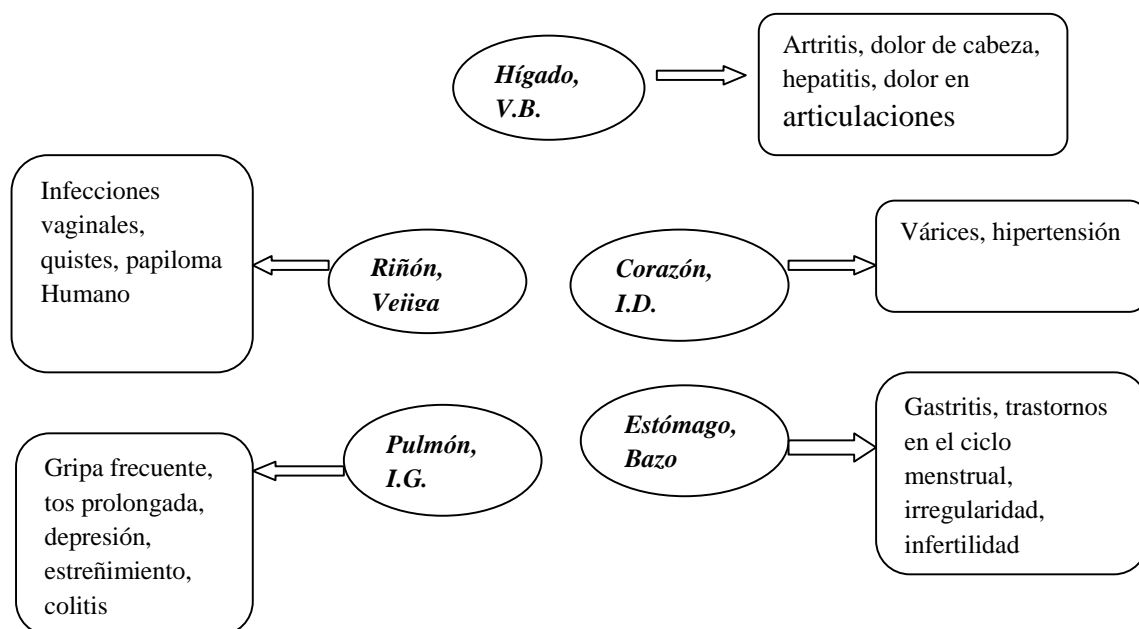 Hígado,
V.B.
Artritis, dolor de cabeza,
hepatitis, dolor en
articulaciones
Infecciones
vaginales,
quistes, papiloma
Humano
Riñón,
Vejiga
Corazón,
I.D.
Várices, hipertensión
Gripa frecuente,
tos prolongada,
depresión,
estreñimiento,
colitis
Pulmón,
I.G.
Estómago,
Bazo
Gastritis, trastornos
en el ciclo
menstrual,
irregularidad,
infertilidad